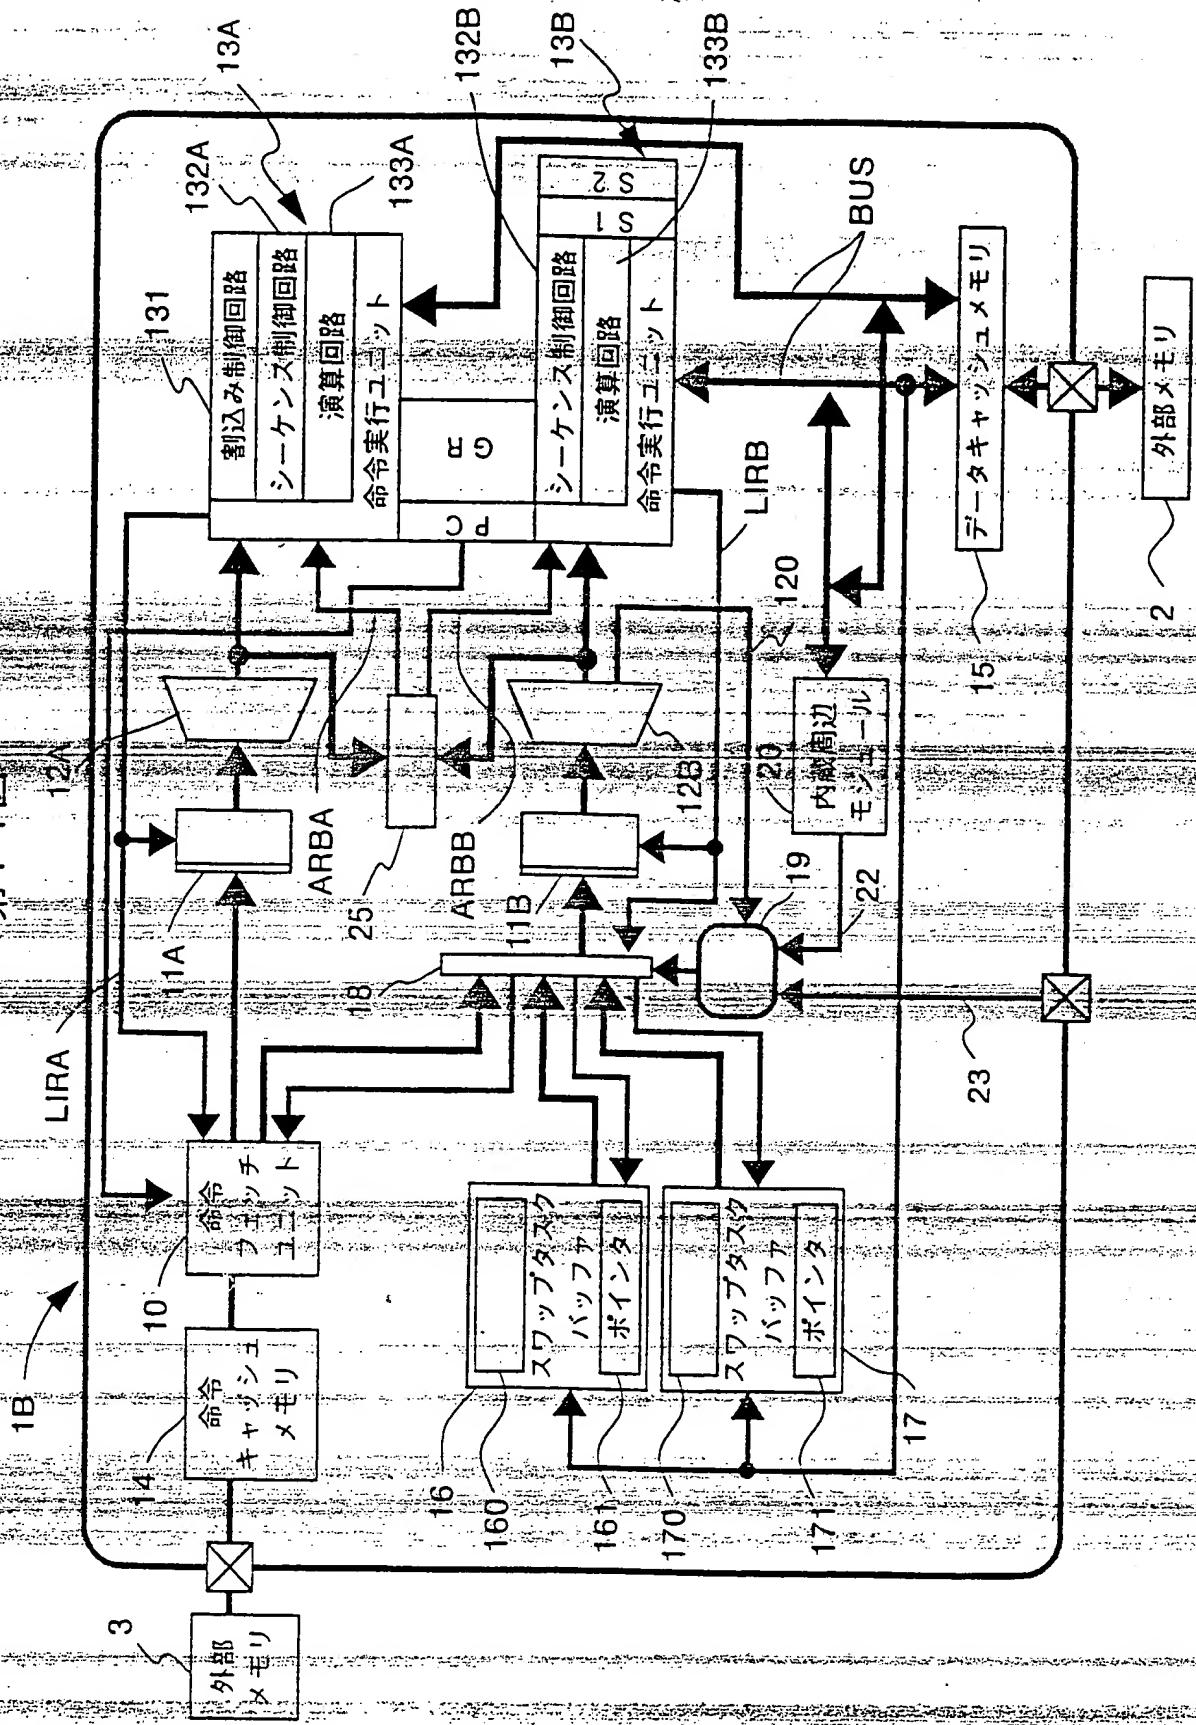 1B
3
外部
メモリ
14
命令
キャッシュ
メモリ
10
命令
フェッチ
ユニット
LIRA
11A
12A
ARBA
25
ARBB
11B
12B
18
19
22
23
16
160
スワップタスク
バッファ
ポインタ
161
170
スワップタスク
バッファ
ポインタ
171
17
131
割込み制御回路
シーケンス制御回路
演算回路
命令実行ユニット
132A
13A
133A
PC
GR
シーケンス制御回路
演算回路
命令実行ユニット
S1
S2
132B
13B
133B
LIRB
120
BUS
20
内蔵周辺
モジュール
15
データキャッシュメモリ
2
外部メモリ